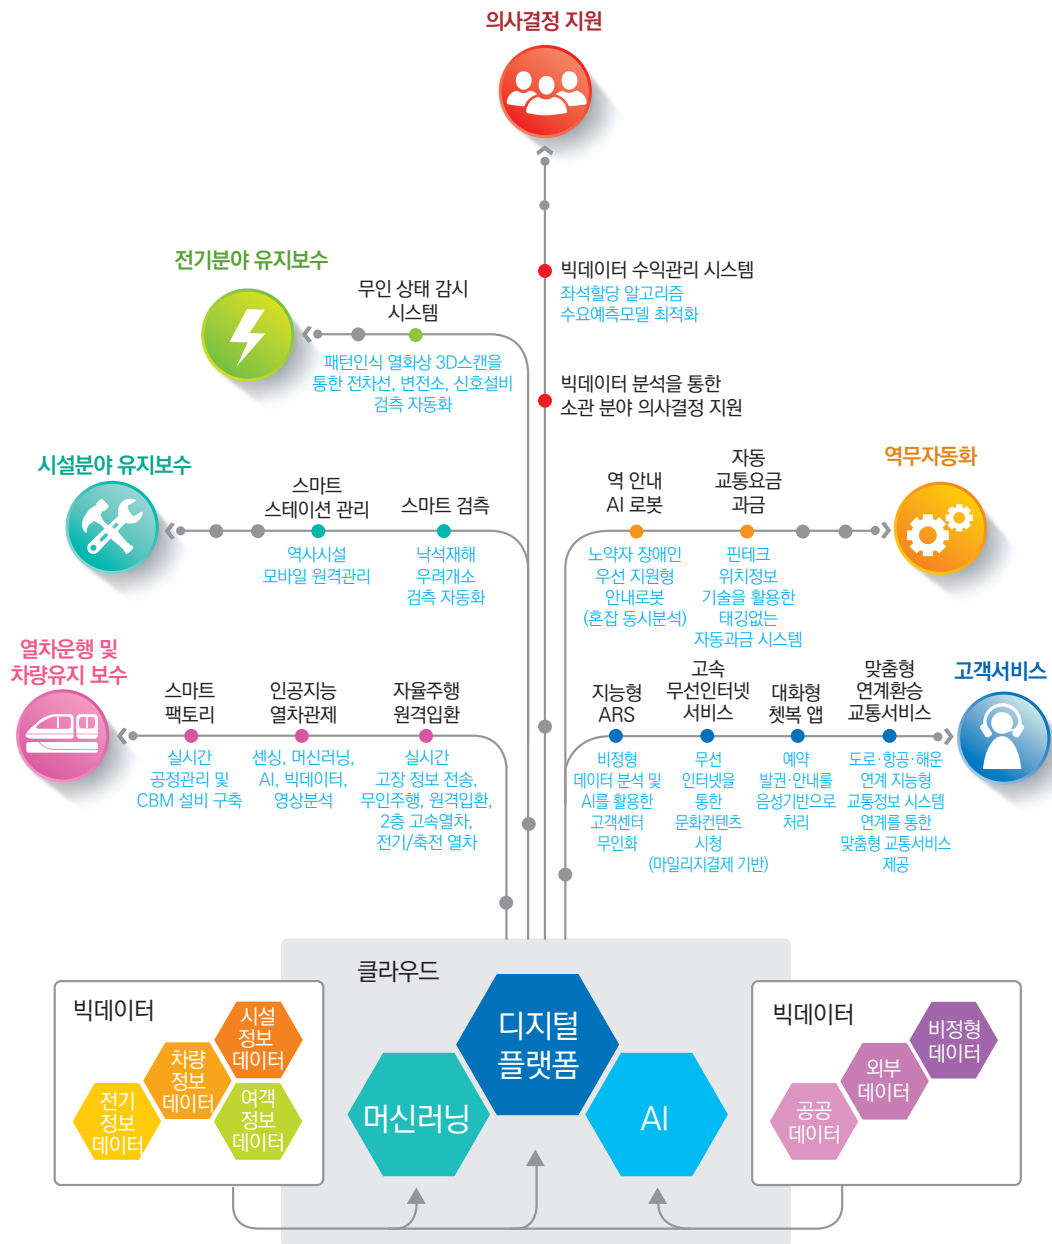 의사결정 지원
빅데이터 수익관리 시스템
좌석할당 알고리즘
수요예측모델 최적화
빅데이터 분석을 통한
소관 분야 의사결정 지원
전기분야 유지보수
무인 상태 감시
시스템
패턴인식 열화상 3D스캔을
통한 전차선, 변전소, 신호설비
검측 자동화
시설분야 유지보수
스마트
스테이션 관리
역사시설
모바일 원격관리
스마트 검측
낙석재해
우려개소
검측 자동화
역무자동화
역 안내
AI 로봇
노약자 장애인
우선 지원형
안내로봇
(혼잡 동시분석)
자동
교통요금
과금
핀테크
위치정보
기술을 활용한
태깅없는
자동과금 시스템
열차운행 및
차량유지 보수
스마트
팩토리
실시간
공정관리 및
CBM 설비 구축
인공지능
열차관제
센싱, 머신러닝,
AI, 빅데이터,
영상분석
자율주행
원격입환
실시간
고장 정보 전송,
무인주행, 원격입환,
2층 고속열차,
전기/축전 열차
고객서비스
지능형
ARS
비정형
데이터 분석 및
AI를 활용한
고객센터
무인화
고속
무선인터넷
서비스
무선
인터넷을
통한
문화컨텐츠
시청
(마일리지결제 기반)
대화형
쳇복 앱
예약
발권·안내를
음성기반으로
처리
맞춤형
연계환승
교통서비스
도로·항공·해운
연계 지능형
교통정보 시스템
연계를 통한
맞춤형 교통서비스
제공
클라우드
디지털
플랫폼
머신러닝
AI
빅데이터
시설
정보
데이터
차량
정보
데이터
전기
정보
데이터
여객
정보
데이터
빅데이터
비정형
데이터
외부
데이터
공공
데이터